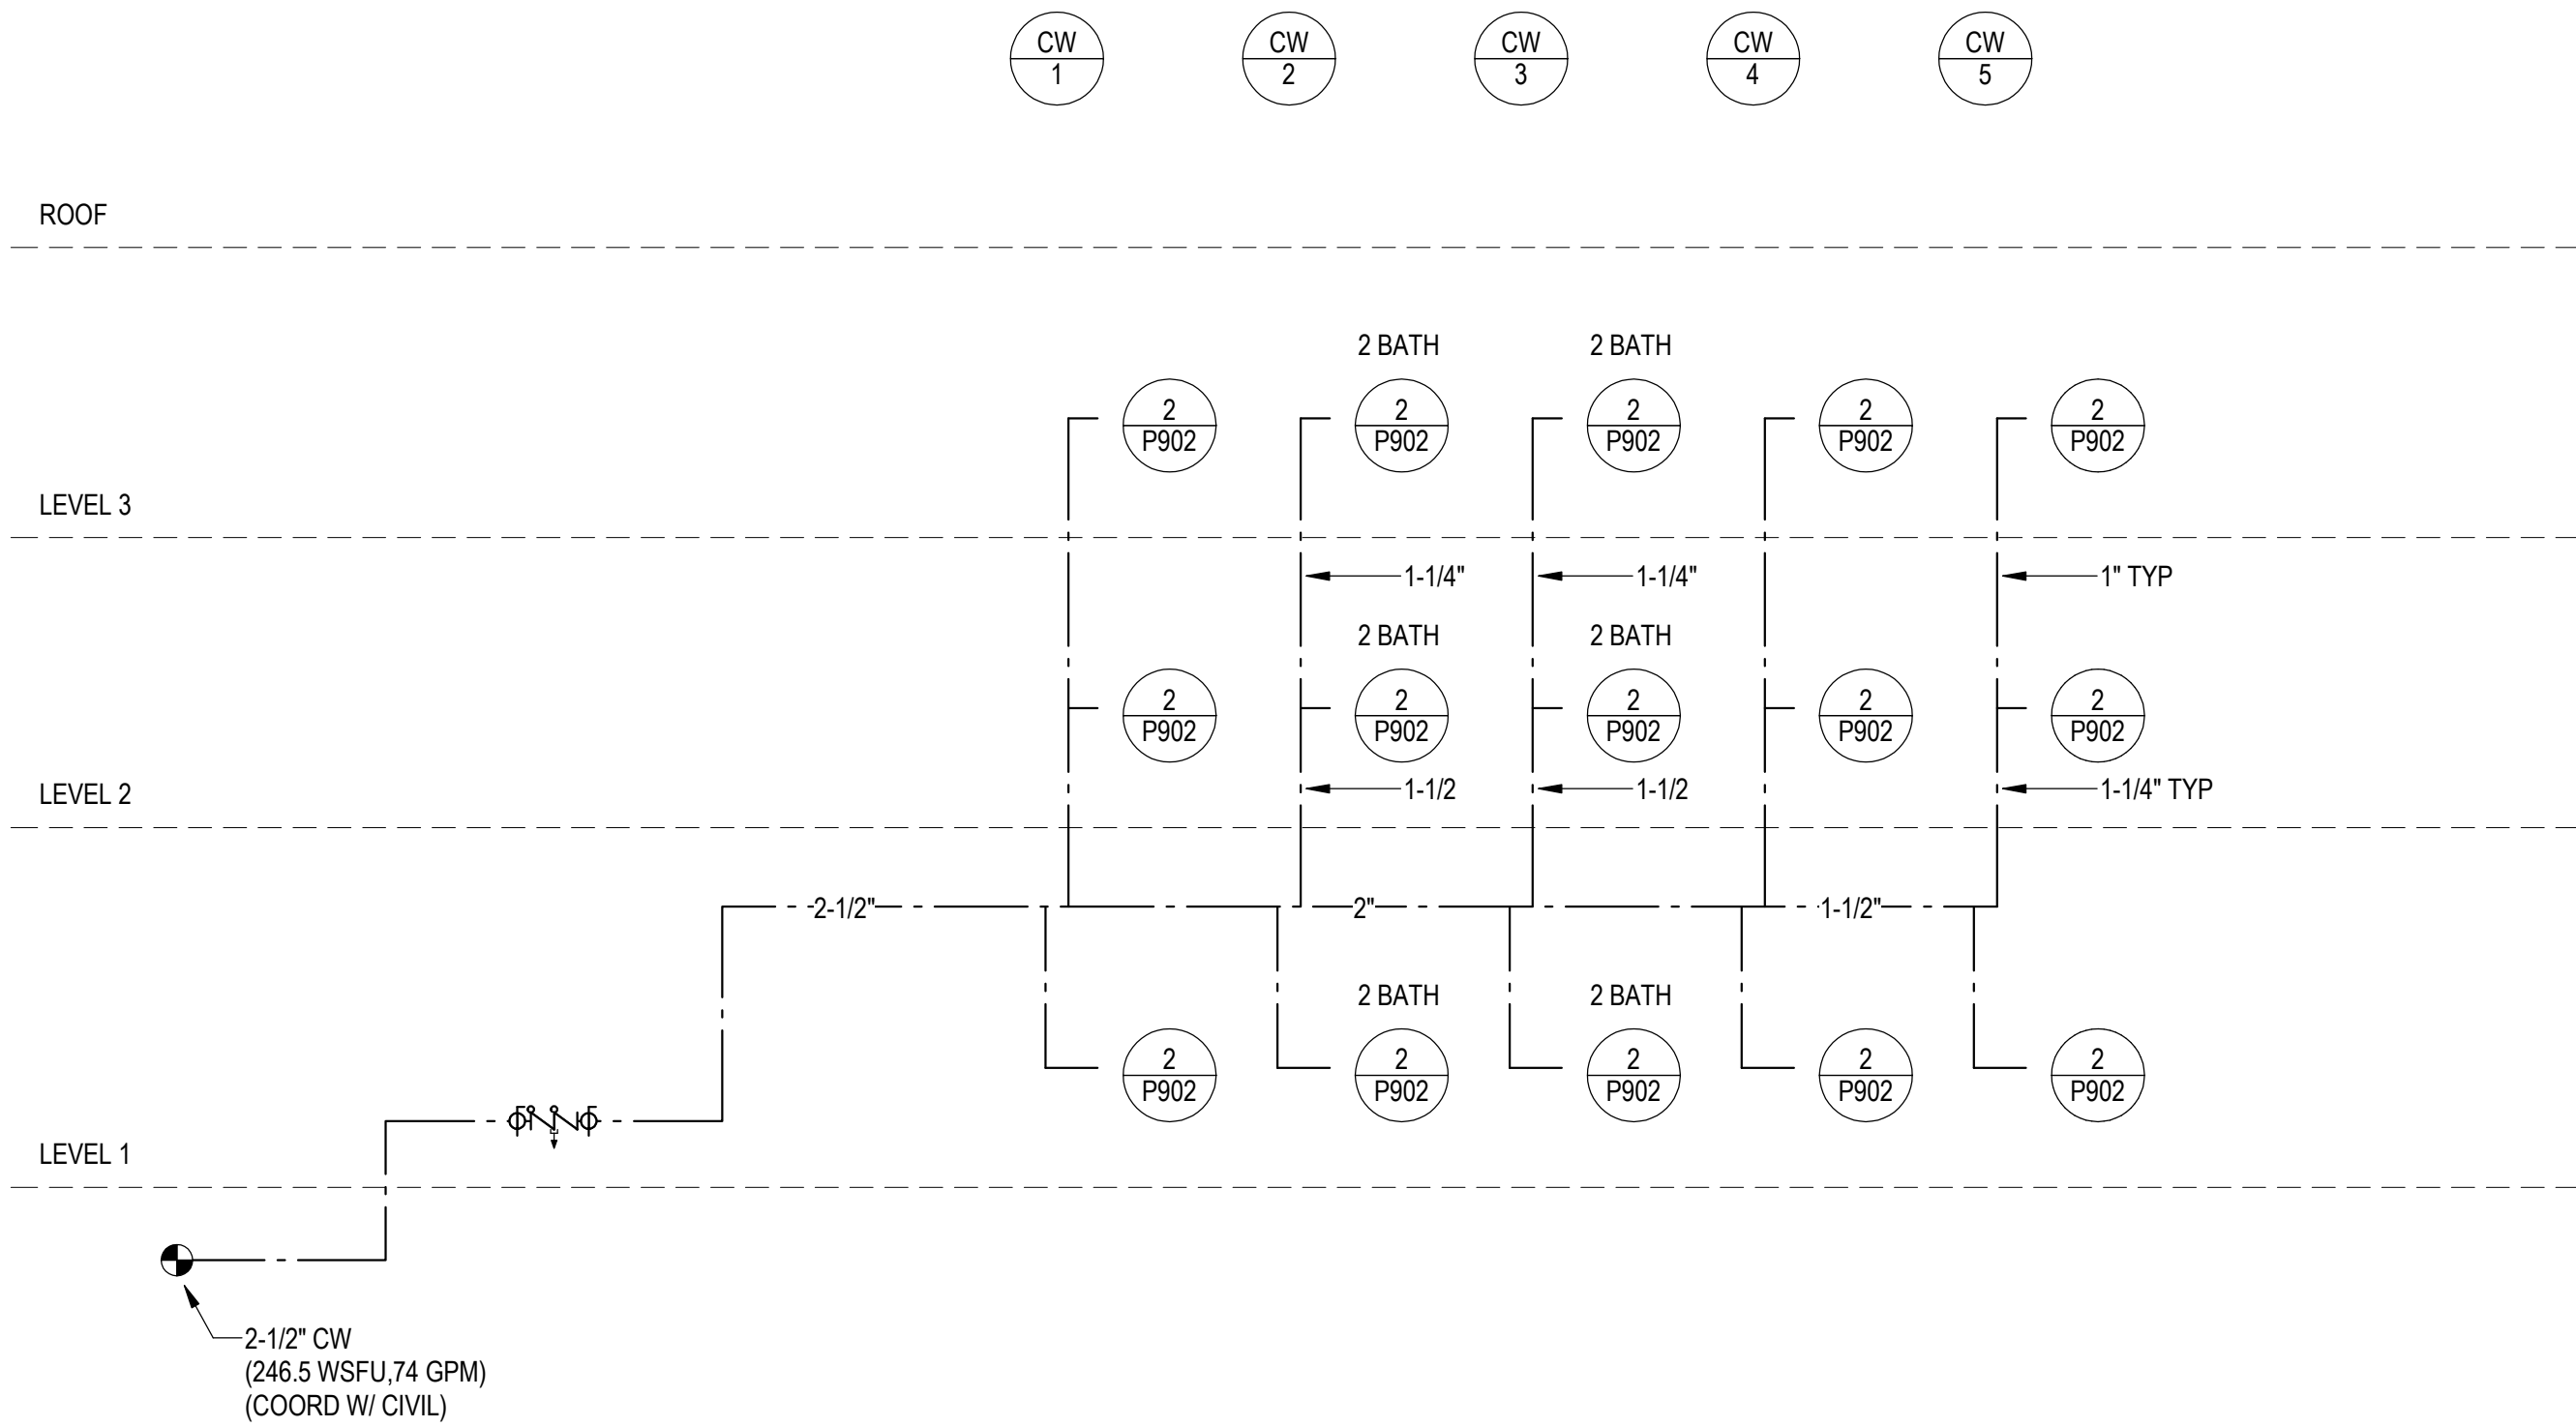 CW
1
CW
2
CW
3
CW
4
CW
5
ROOF
2 BATH
2 BATH
2
P902
2
P902
2
P902
2
P902
2
P902
LEVEL 3
1-1/4"
1-1/4"
1" TYP
2 BATH
2 BATH
2
P902
2
P902
2
P902
2
P902
2
P902
LEVEL 2
1-1/2
1-1/2
1-1/4" TYP
2-1/2"
2"
1-1/2"
2 BATH
2 BATH
2
P902
2
P902
2
P902
2
P902
2
P902
LEVEL 1
2-1/2" CW
(246.5 WSFU,74 GPM)
(COORD W/ CIVIL)